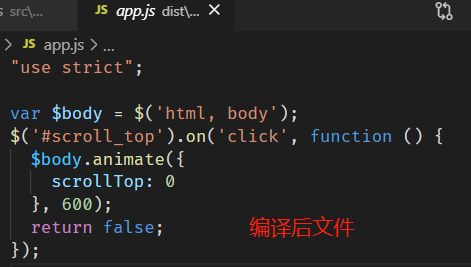 s src\...
JS app.js dist\... ×
> JS app.js > ...
"use strict";
var $body = $('html, body');
$('#scroll_top').on('click', function () {
$body.animate({
scrollTop: 0
}, 600);
return false;
编译后文件
});